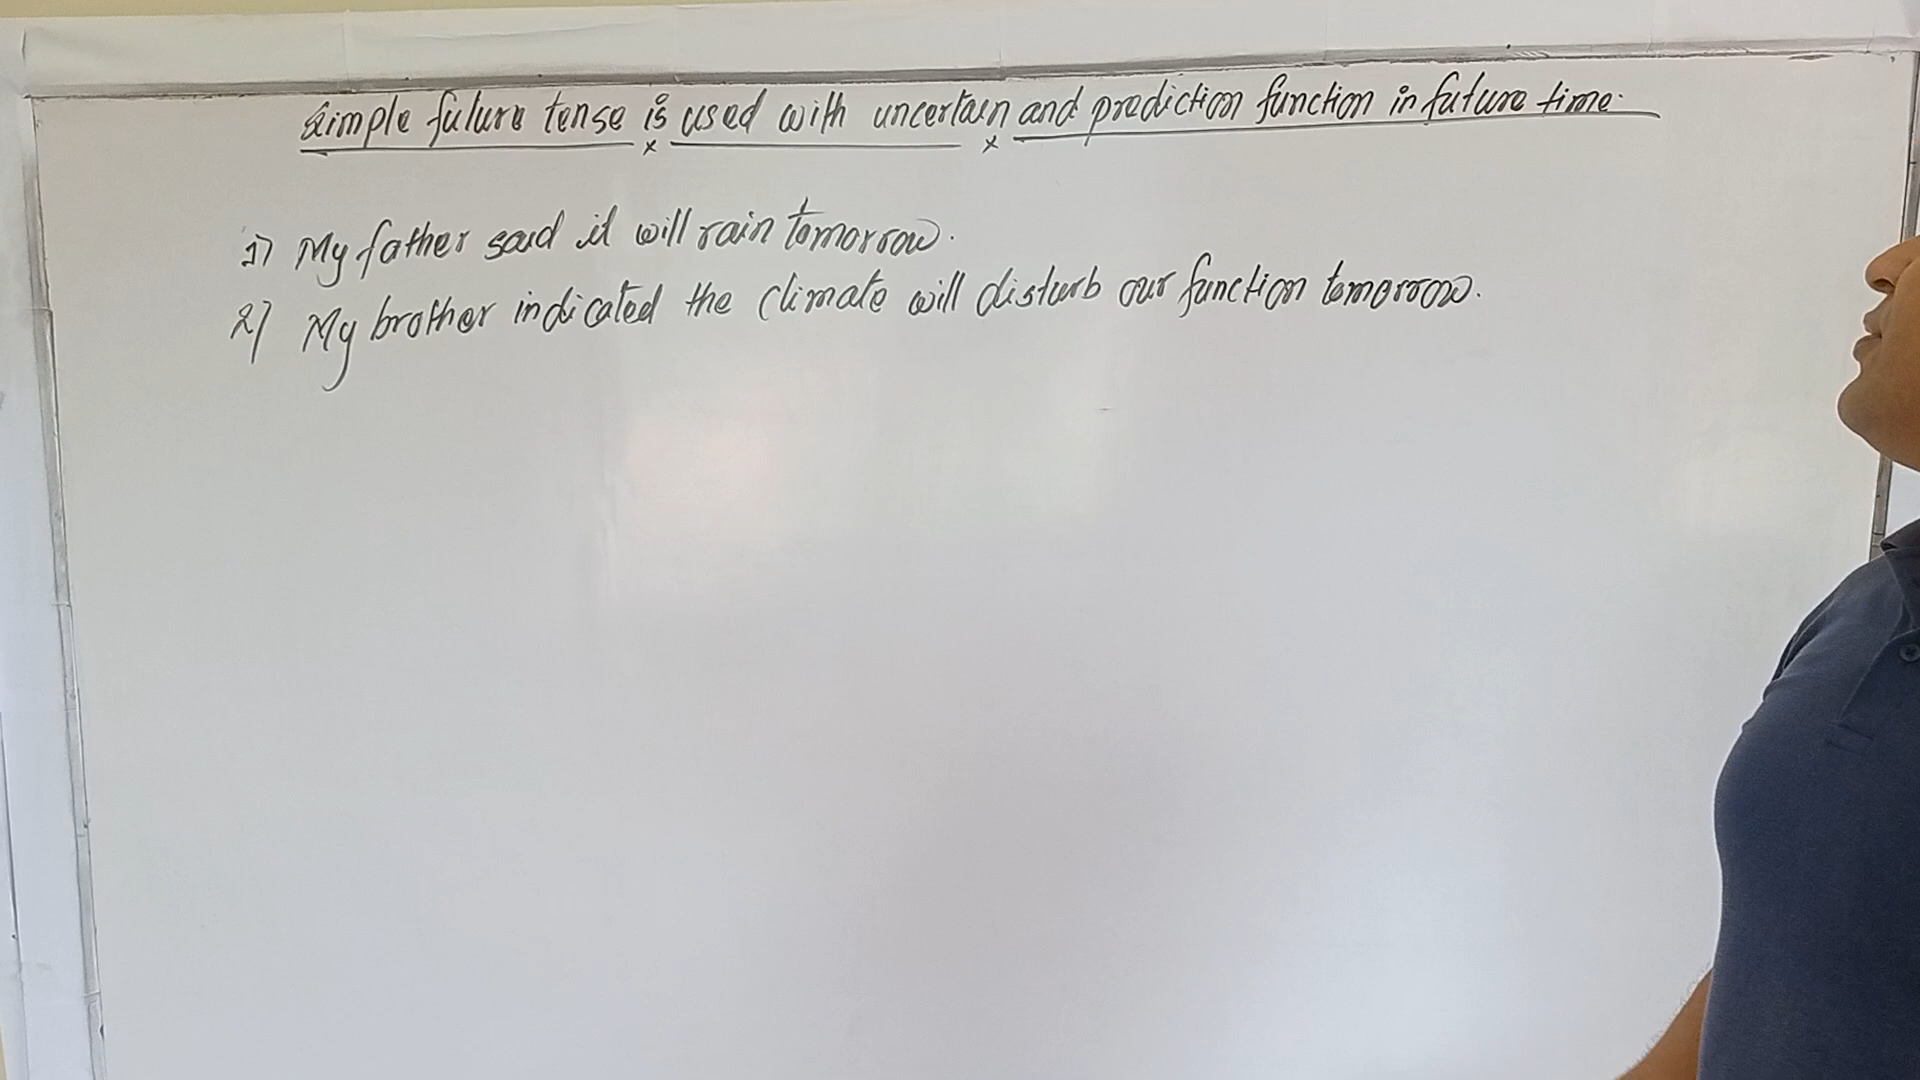 Simple future tense is used with uncertain and prediction function in future time.
1) My father said it will rain tomorrow.
2) My brother indicated the climate will disturb our function tomorrow.